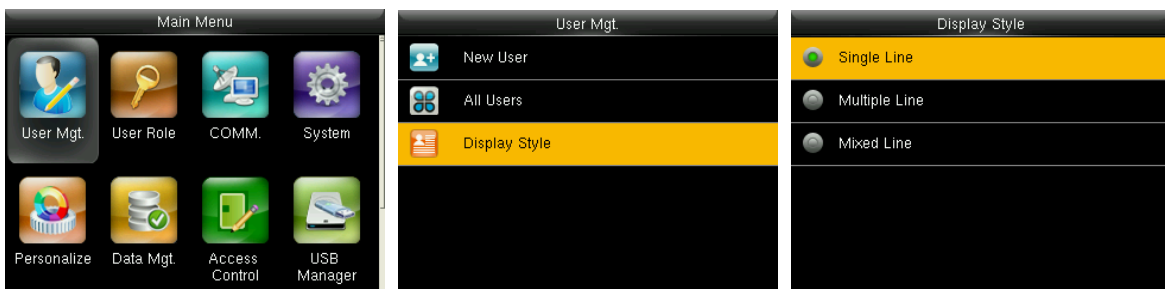 Main Menu
User Mgt.
User Role
COMM.
System
Personalize
Data Mgt.
Access
Control
USB
Manager
User Mgt.
New User
All Users
Display Style
Display Style
Single Line
Multiple Line
Mixed Line